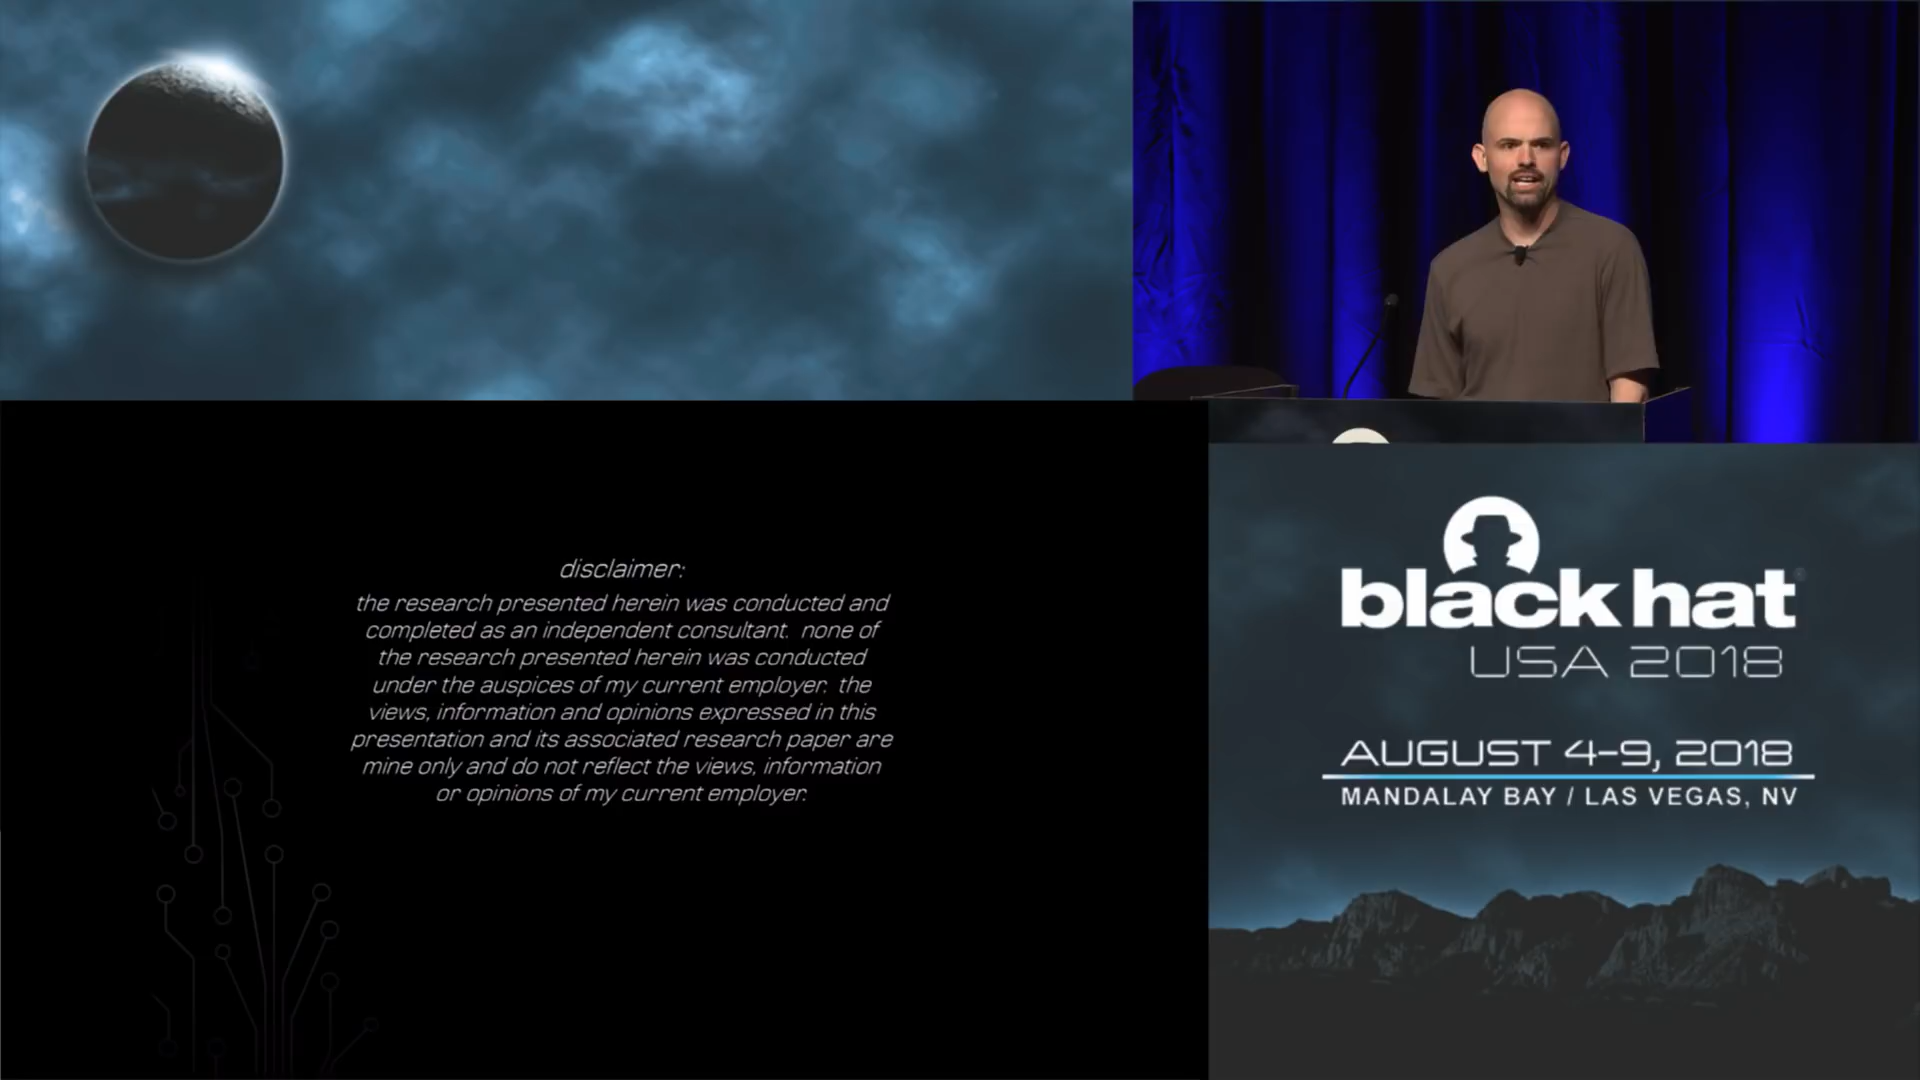 disclaimer:
the research presented herein was conducted and
completed as an independent consultant. none of
the research presented herein was conducted
under the auspices of my current employer. the
views, information and opinions expressed in this
presentation and its associated research paper are
mine only and do not reflect the views, information
or opinions of my current employer.
black hat
USA 2018
AUGUST 4-9, 2018
MANDALAY BAY / LAS VEGAS, NV